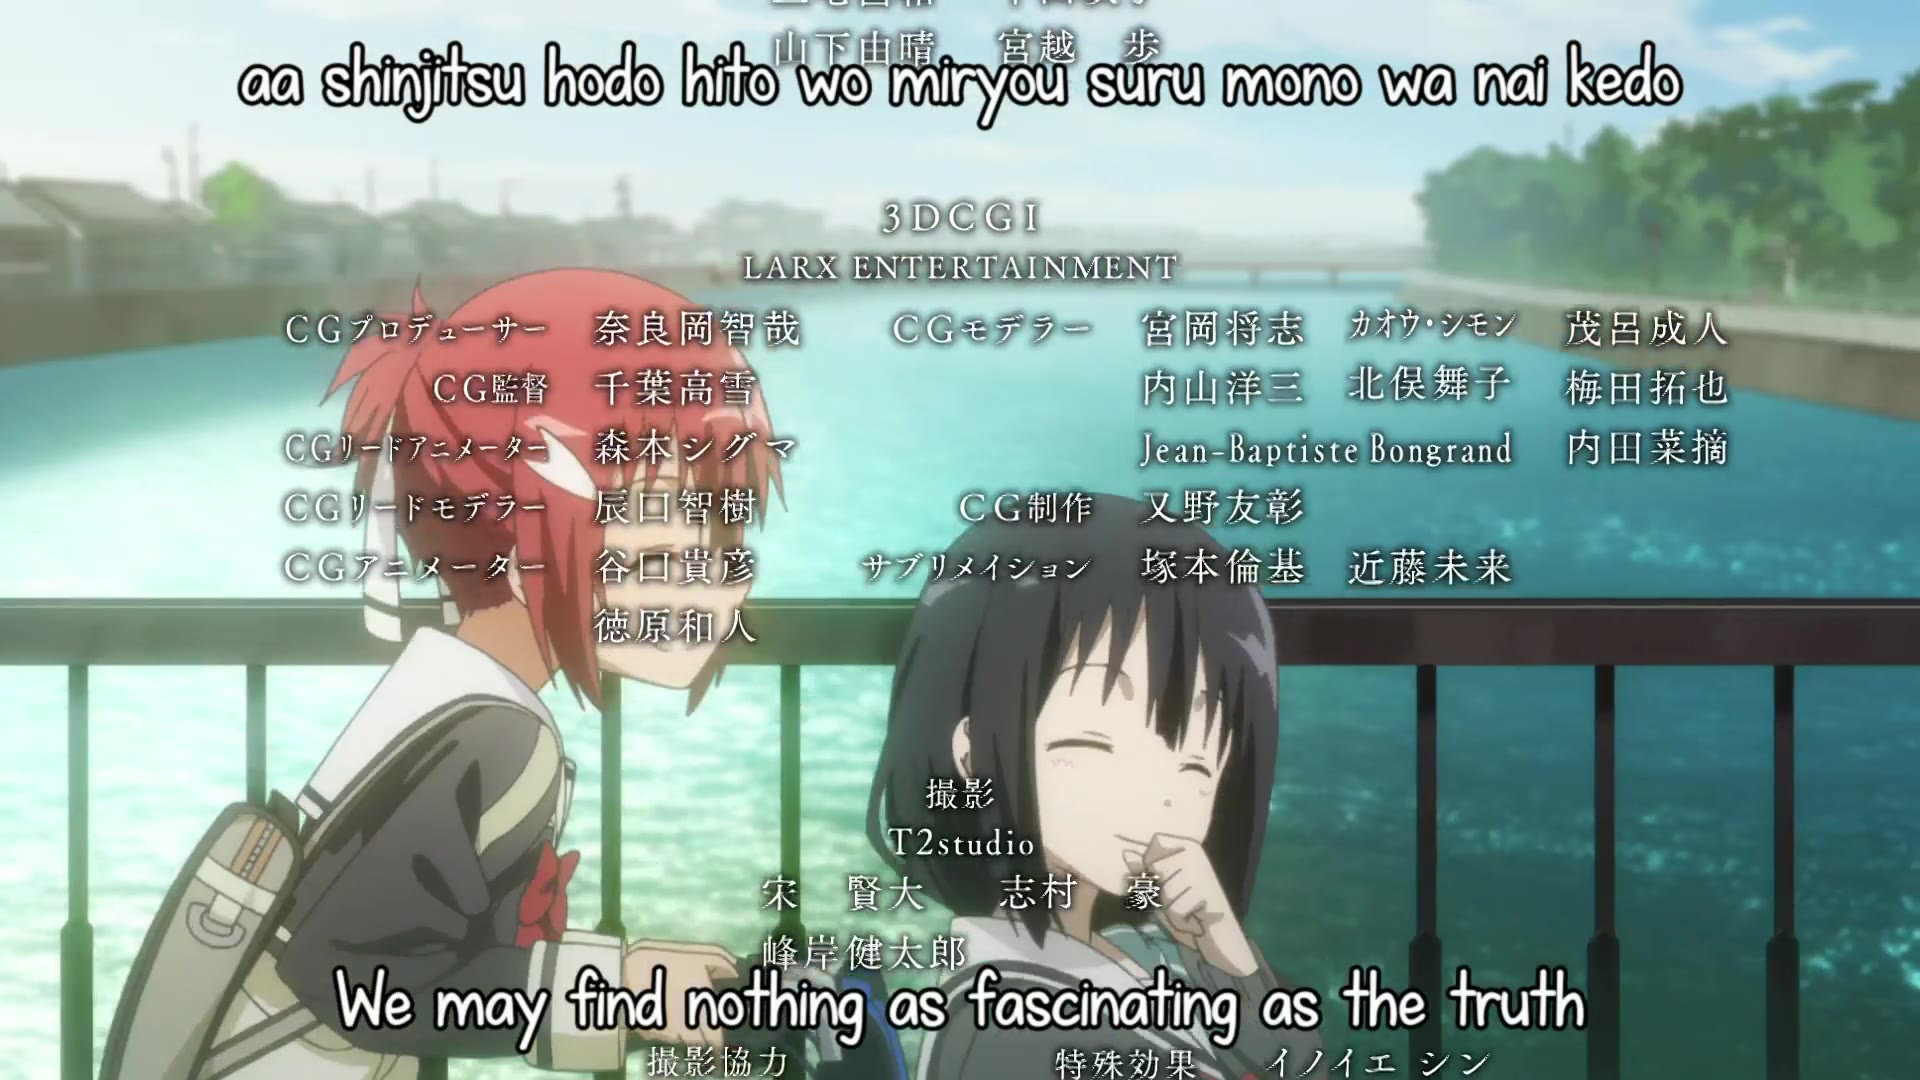 山下由晴 宮越 歩
aa shinjitsu hodo hito wo miryou suru mono wa nai kedo
3DCGI
LARX ENTERTAINMENT
CGプロデューサー 奈良岡智哉 CGモデラー 宮岡将志 カオウ・シモン 茂呂成人
CG監督 千葉高雪 内山洋三 北俣舞子 梅田拓也
CGリードアニメーター 森本シグマ Jean-Baptiste Bongrand 内田菜摘
CGリードモデラー 辰口智樹 CG制作 又野友彰
CGアニメーター 谷口貴彦 サブリメイション 塚本倫基 近藤未来
徳原和人
撮影
T2studio
宋 賢大 志村 豪
峰岸健太郎
We may find nothing as fascinating as the truth
撮影協力 特殊効果 イノイエ シン